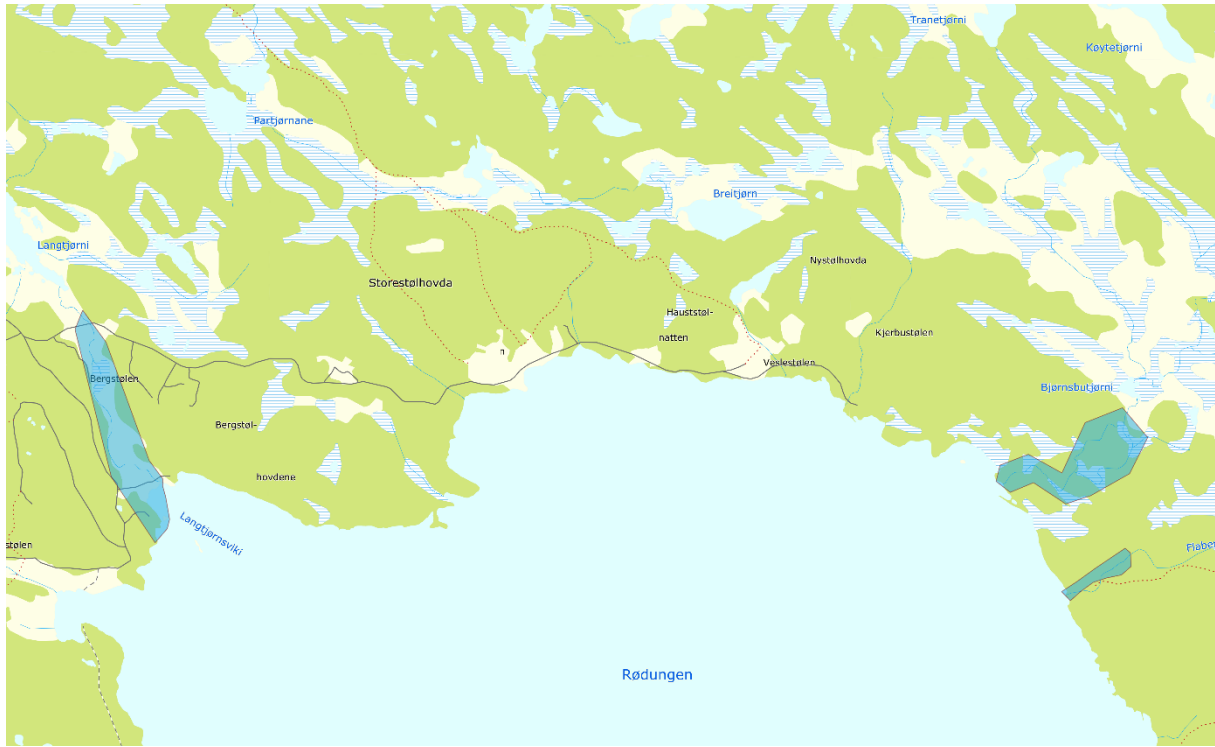 Tranetjørni
Køytetjørni
Partjørnane
Breitjørn
Langtjørni
Nystølhovda
Storestølhovda
Hauststøl-
natten
Kjerbustølen
Veslestølen
Bergstølen
Bjørnsbutjørni
Bergstøl-
hovdene
Langtjørnsviki
stølen
Rødungen